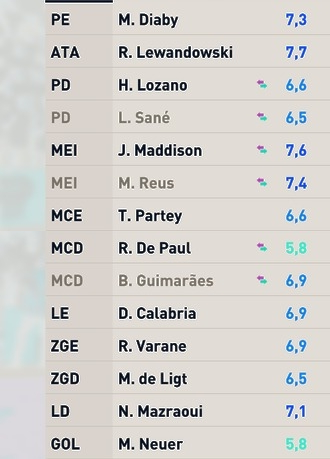 PE M. Diaby 7,3
ATA R. Lewandowski 7,7
PD H. Lozano 6,6
PD L. Sané 6,5
MEI J. Maddison 7,6
MEI M. Reus 7,4
MCE T. Partey 6,6
MCD R. De Paul 5,8
MCD B. Guimarães 6,9
LE D. Calabria 6,9
ZGE R. Varane 6,9
ZGD M. de Ligt 6,5
LD N. Mazraoui 7,1
GOL M. Neuer 5,8